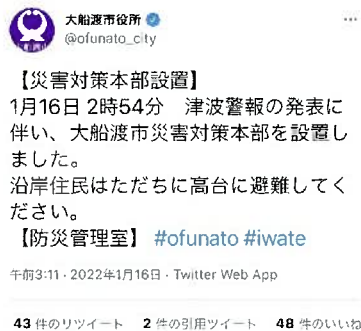 大船渡市役所
@ofunato_city
【災害対策本部設置】
1月16日 2時54分　津波警報の発表に
伴い、大船渡市災害対策本部を設置し
ました。
沿岸住民はただちに高台に避難してく
ださい。
【防災管理室】 #ofunato #iwate
午前3:11 · 2022年1月16日 · Twitter Web App
43 件のリツイート 2 件の引用ツイート 48 件のいいね